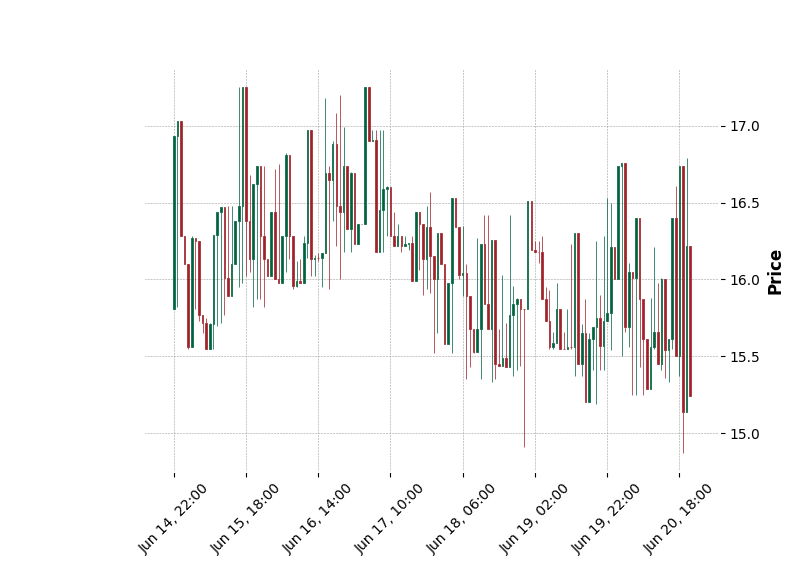 17.0
16.5
16.0
15.5
15.0
Price
Jun 14, 22:00
Jun 15, 18:00
Jun 16, 14:00
Jun 17, 10:00
Jun 18, 06:00
Jun 19, 02:00
Jun 19, 22:00
Jun 20, 18:00